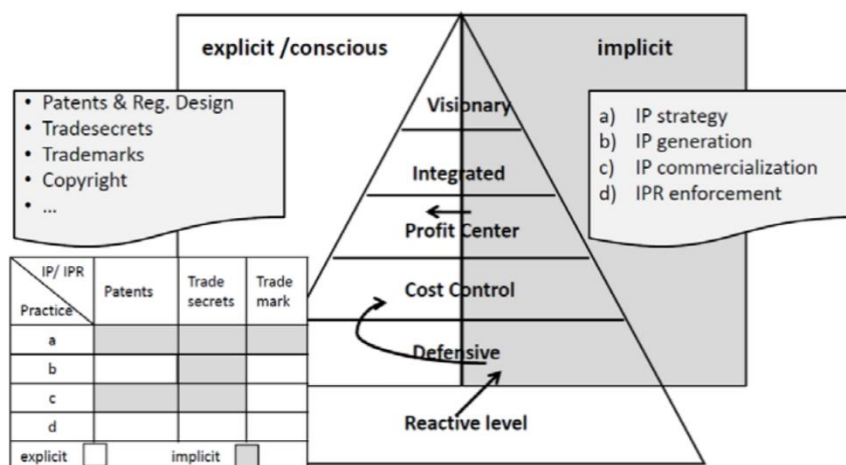 explicit /conscious
implicit
• Patents & Reg. Design
• Tradesecrets
• Trademarks
• Copyright
• ...
Visionary
Integrated
Profit Center
Cost Control
Defensive
Reactive level
a) IP strategy
b) IP generation
c) IP commercialization
d) IPR enforcement
IP/ IPR
Practice
Patents
Trade
secrets
Trade
mark
a
b
c
d
explicit
implicit